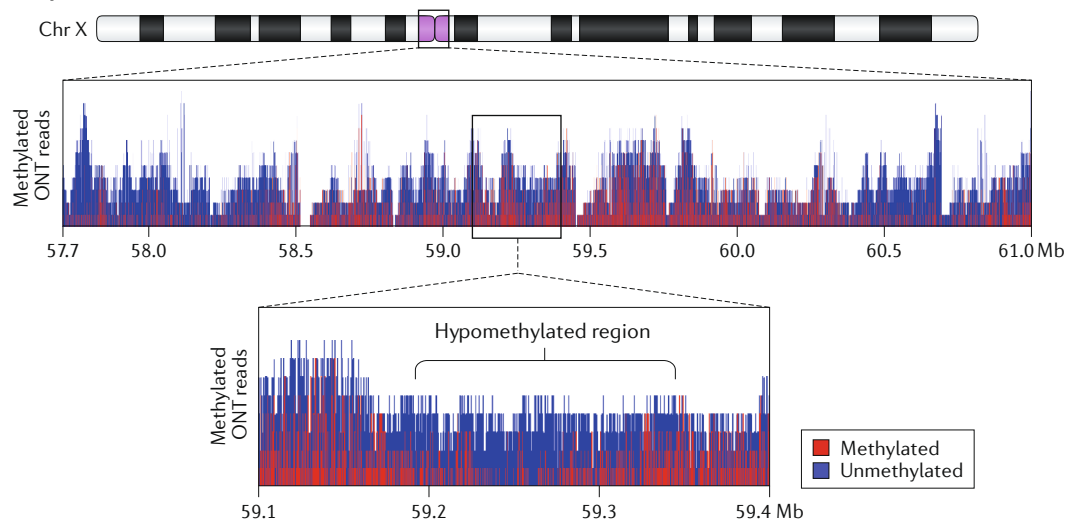 Chr X
Methylated
ONT reads
57.7 58.0 58.5 59.0 59.5 60.0 60.5 61.0 Mb
Hypomethylated region
Methylated
ONT reads
59.1 59.2 59.3 59.4 Mb
Methylated
Unmethylated